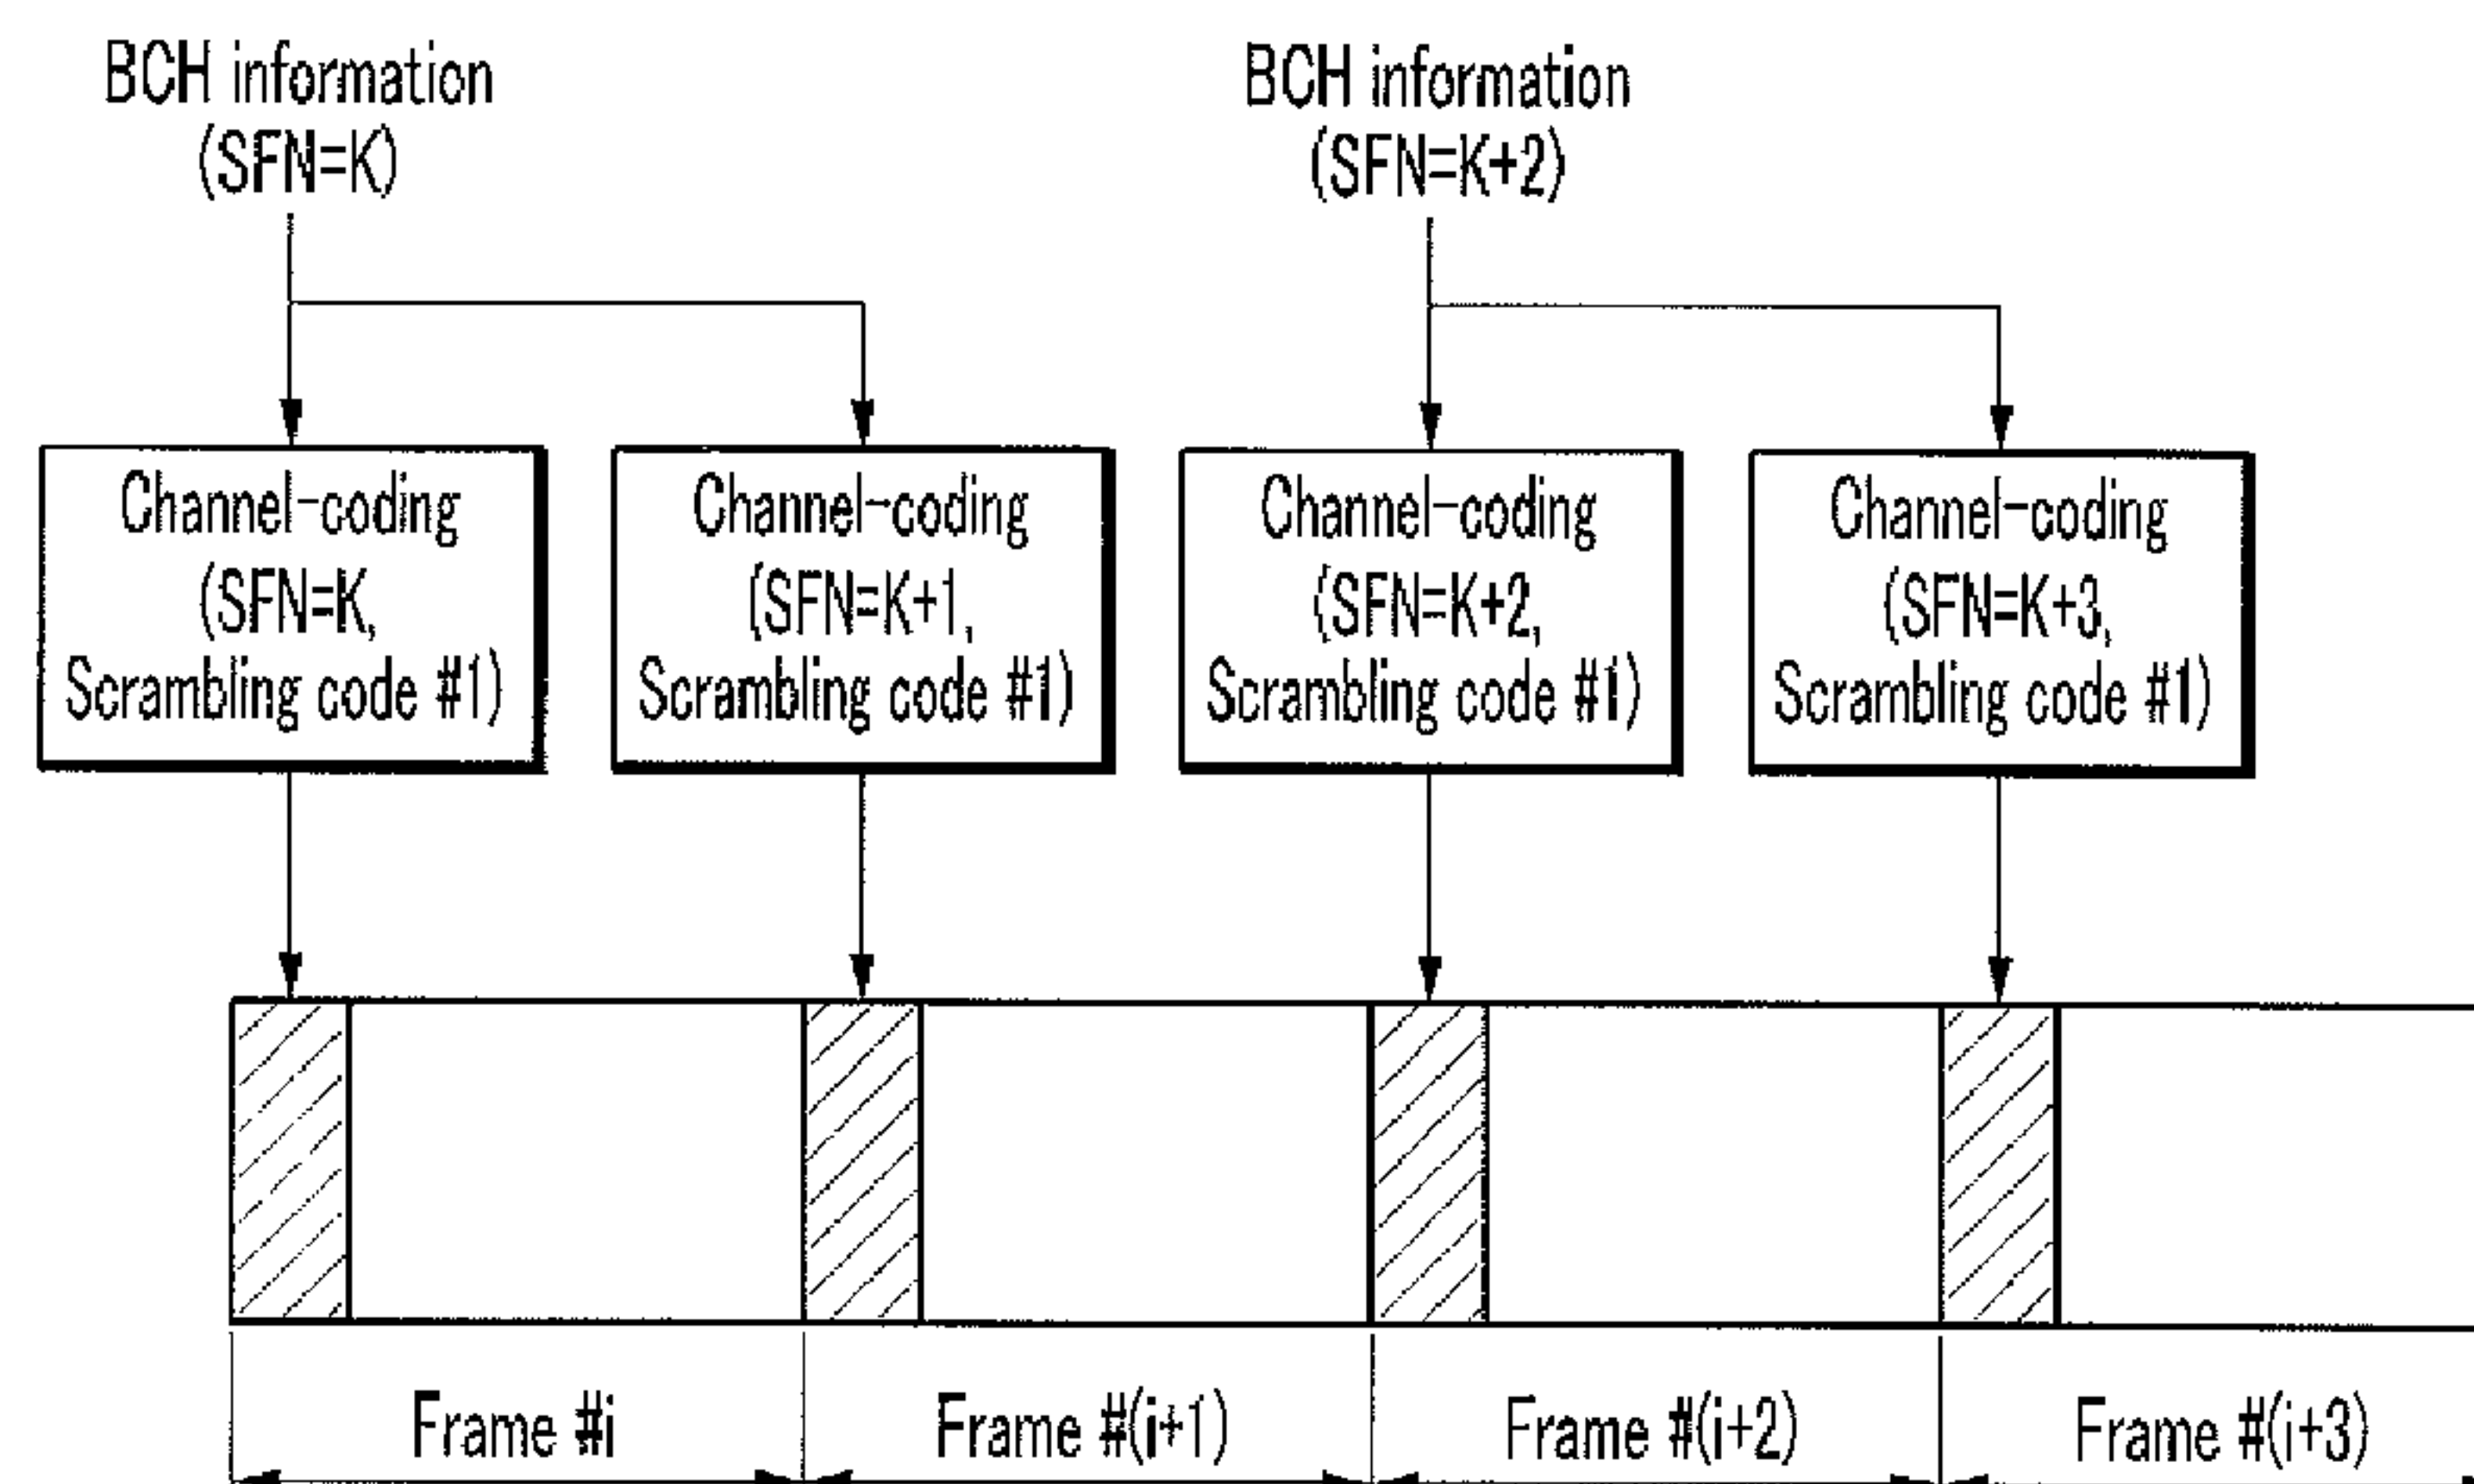 BCH information
(SFN=K)
BCH information
(SFN=K+2)
Channel-coding
(SFN=K,
Scrambling code #1)
Channel-coding
(SFN=K+1,
Scrambling code #1)
Channel-coding
(SFN=K+2,
Scrambling code #1)
Channel-coding
(SFN=K+3,
Scrambling code #1)
Frame #i
Frame #(i+1)
Frame #(i+2)
Frame #(i+3)